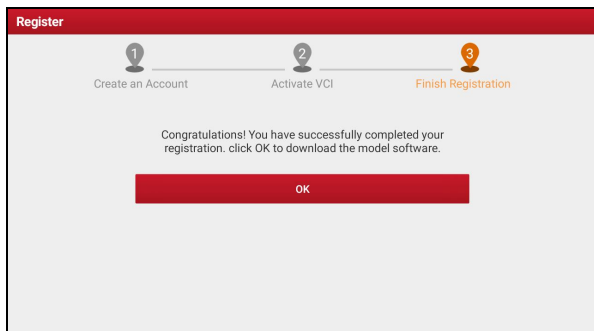 Register
1
2
3
Create an Account
Activate VCI
Finish Registration
Congratulations! You have successfully completed your
registration. click OK to download the model software.
OK